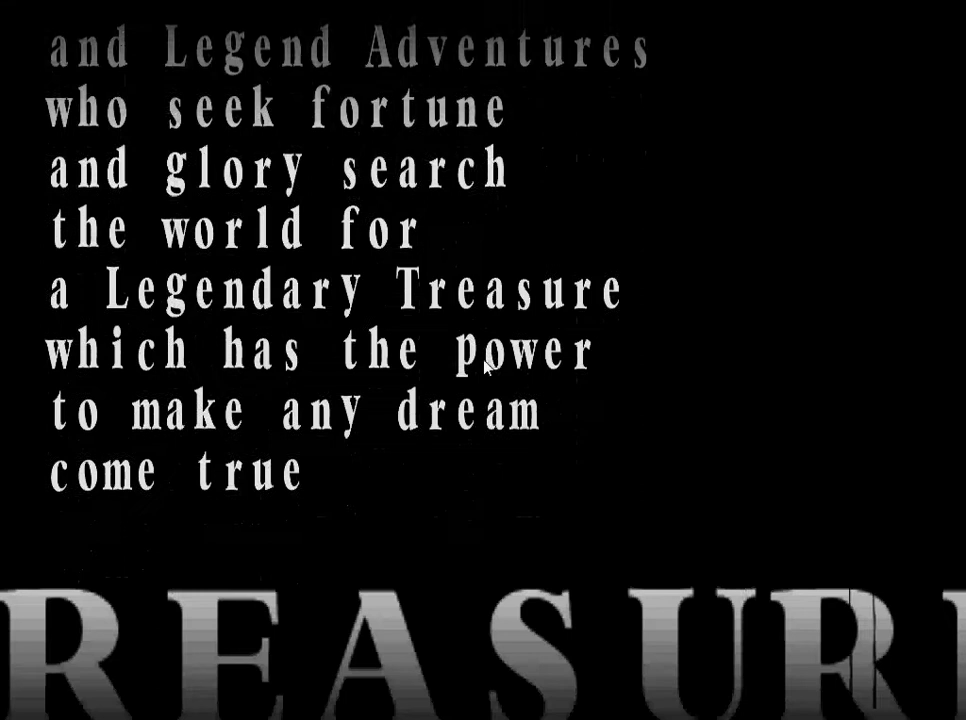 and Legend Adventures
who seek fortune
and glory search
the world for
a Legendary Treasure
which has the power
to make any dream
come true
REASURE